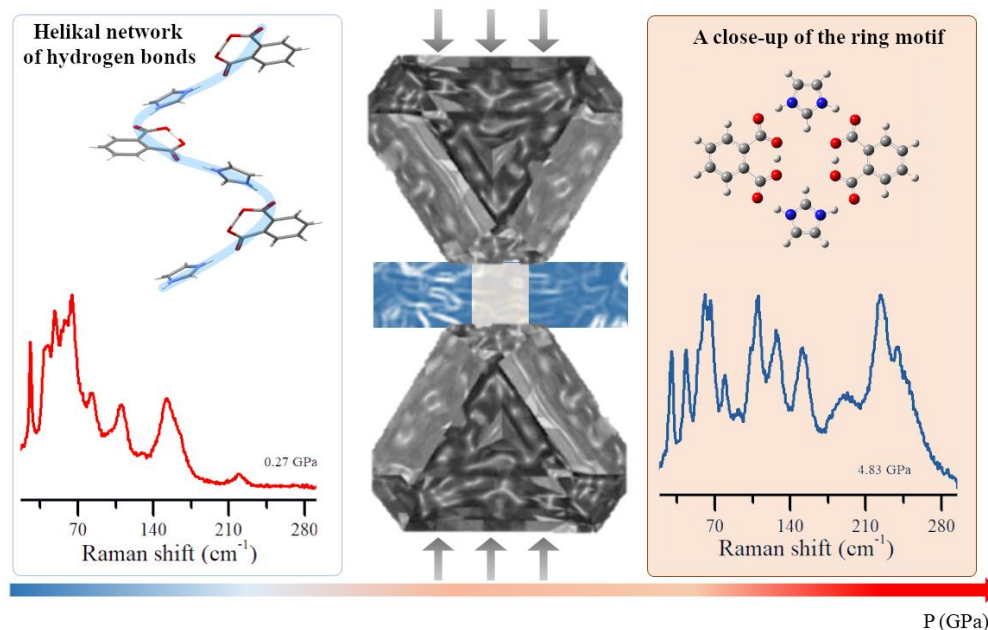 Helikal network
of hydrogen bonds
0.27 GPa
70 140 210 280
Raman shift (cm⁻¹)
A close-up of the ring motif
4.83 GPa
70 140 210 280
Raman shift (cm⁻¹)
P (GPa)